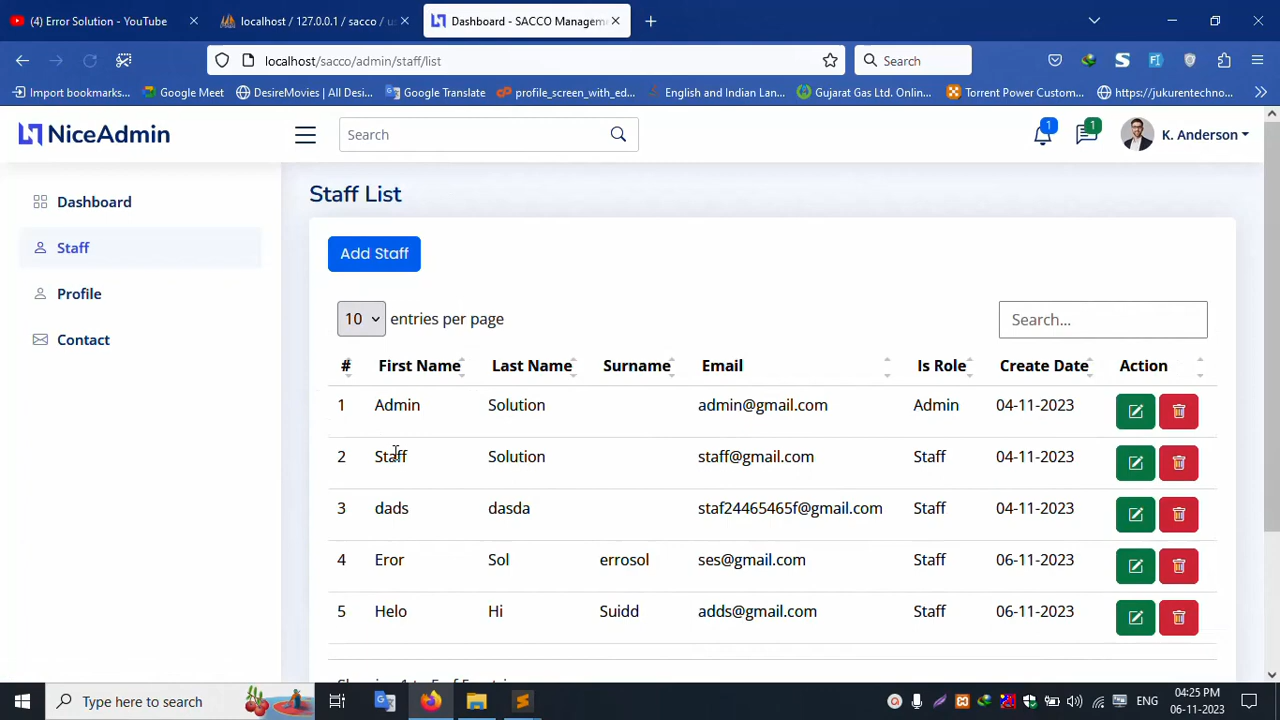 (4) Error Solution - YouTube
localhost / 127.0.0.1 / sacco / us
Dashboard - SACCO Managem
localhost/sacco/admin/staff/list
Search
Import bookmarks...
Google Meet
DesireMovies | All Desi...
Google Translate
profile_screen_with_ed...
English and Indian Lan...
Gujarat Gas Ltd. Onlin...
Torrent Power Custom...
https://jukurentechno...
NiceAdmin
Search
1
1
K. Anderson
Dashboard
Staff
Profile
Contact
Staff List
Add Staff
10 entries per page
Search...
# First Name Last Name Surname Email Is Role Create Date Action
1 Admin Solution admin@gmail.com Admin 04-11-2023
2 Staff Solution staff@gmail.com Staff 04-11-2023
3 dads dasda staf24465465f@gmail.com Staff 04-11-2023
4 Eror Sol errosol ses@gmail.com Staff 06-11-2023
5 Helo Hi Suidd adds@gmail.com Staff 06-11-2023
Type here to search
ENG
04:25 PM
06-11-2023